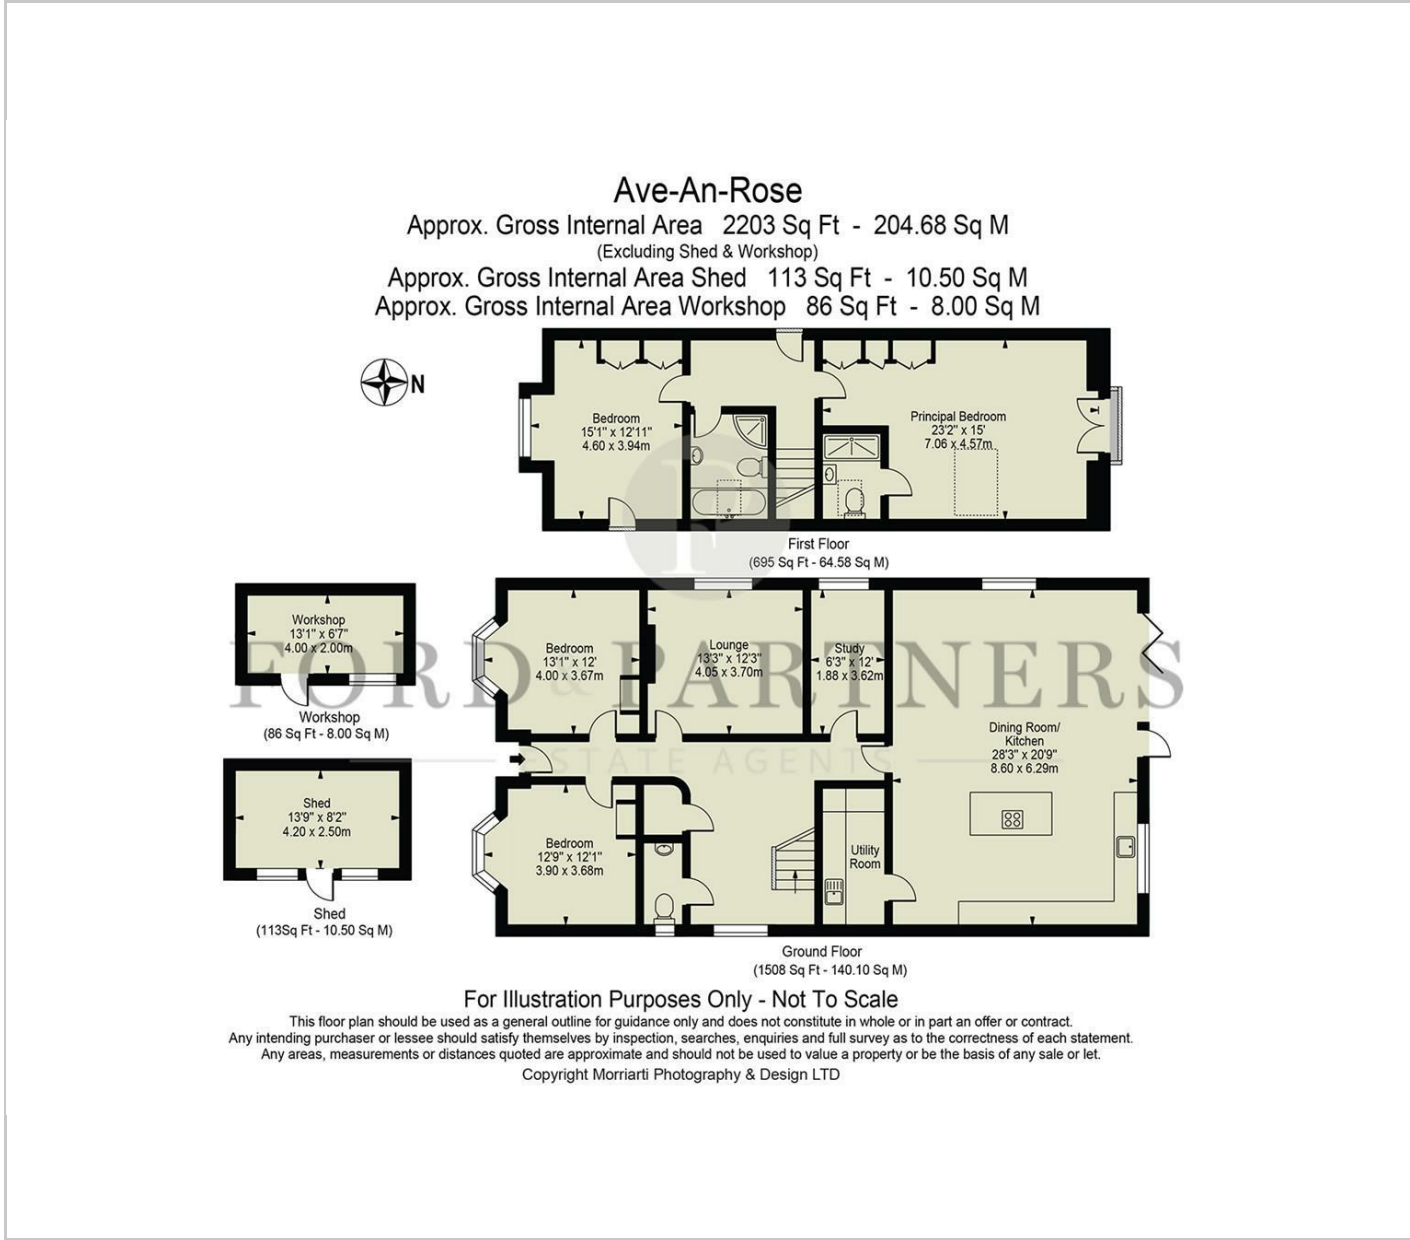 Ave-An-Rose
Approx. Gross Internal Area 2203 Sq Ft - 204.68 Sq M
(Excluding Shed & Workshop)
Approx. Gross Internal Area Shed 113 Sq Ft - 10.50 Sq M
Approx. Gross Internal Area Workshop 86 Sq Ft - 8.00 Sq M
N
Bedroom
15'1" x 12'11"
4.60 x 3.94m
Principal Bedroom
23'2" x 15'
7.06 x 4.57m
First Floor
(695 Sq Ft - 64.58 Sq M)
Workshop
13'1" x 6'7"
4.00 x 2.00m
Workshop
(86 Sq Ft - 8.00 Sq M)
Shed
13'9" x 8'2"
4.20 x 2.50m
Shed
(113Sq Ft - 10.50 Sq M)
Bedroom
13'1" x 12'
4.00 x 3.67m
Lounge
13'3" x 12'3"
4.05 x 3.70m
Study
6'3" x 12'
1.88 x 3.62m
Dining Room/
Kitchen
28'3" x 20'9"
8.60 x 6.29m
Bedroom
12'9" x 12'1"
3.90 x 3.68m
Utility
Room
Ground Floor
(1508 Sq Ft - 140.10 Sq M)
F
FORD & PARTNERS
ESTATE AGENTS
For Illustration Purposes Only - Not To Scale
This floor plan should be used as a general outline for guidance only and does not constitute in whole or in part an offer or contract.
Any intending purchaser or lessee should satisfy themselves by inspection, searches, enquiries and full survey as to the correctness of each statement.
Any areas, measurements or distances quoted are approximate and should not be used to value a property or be the basis of any sale or let.
Copyright Morriarti Photography & Design LTD